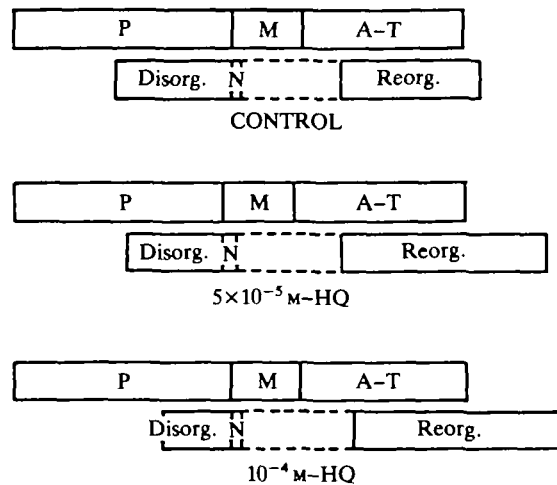 P M A–T
Disorg. N Reorg.
CONTROL
P M A–T
Disorg. N Reorg.
5×10⁻⁵ M–HQ
P M A–T
Disorg. N Reorg.
10⁻⁴ M–HQ